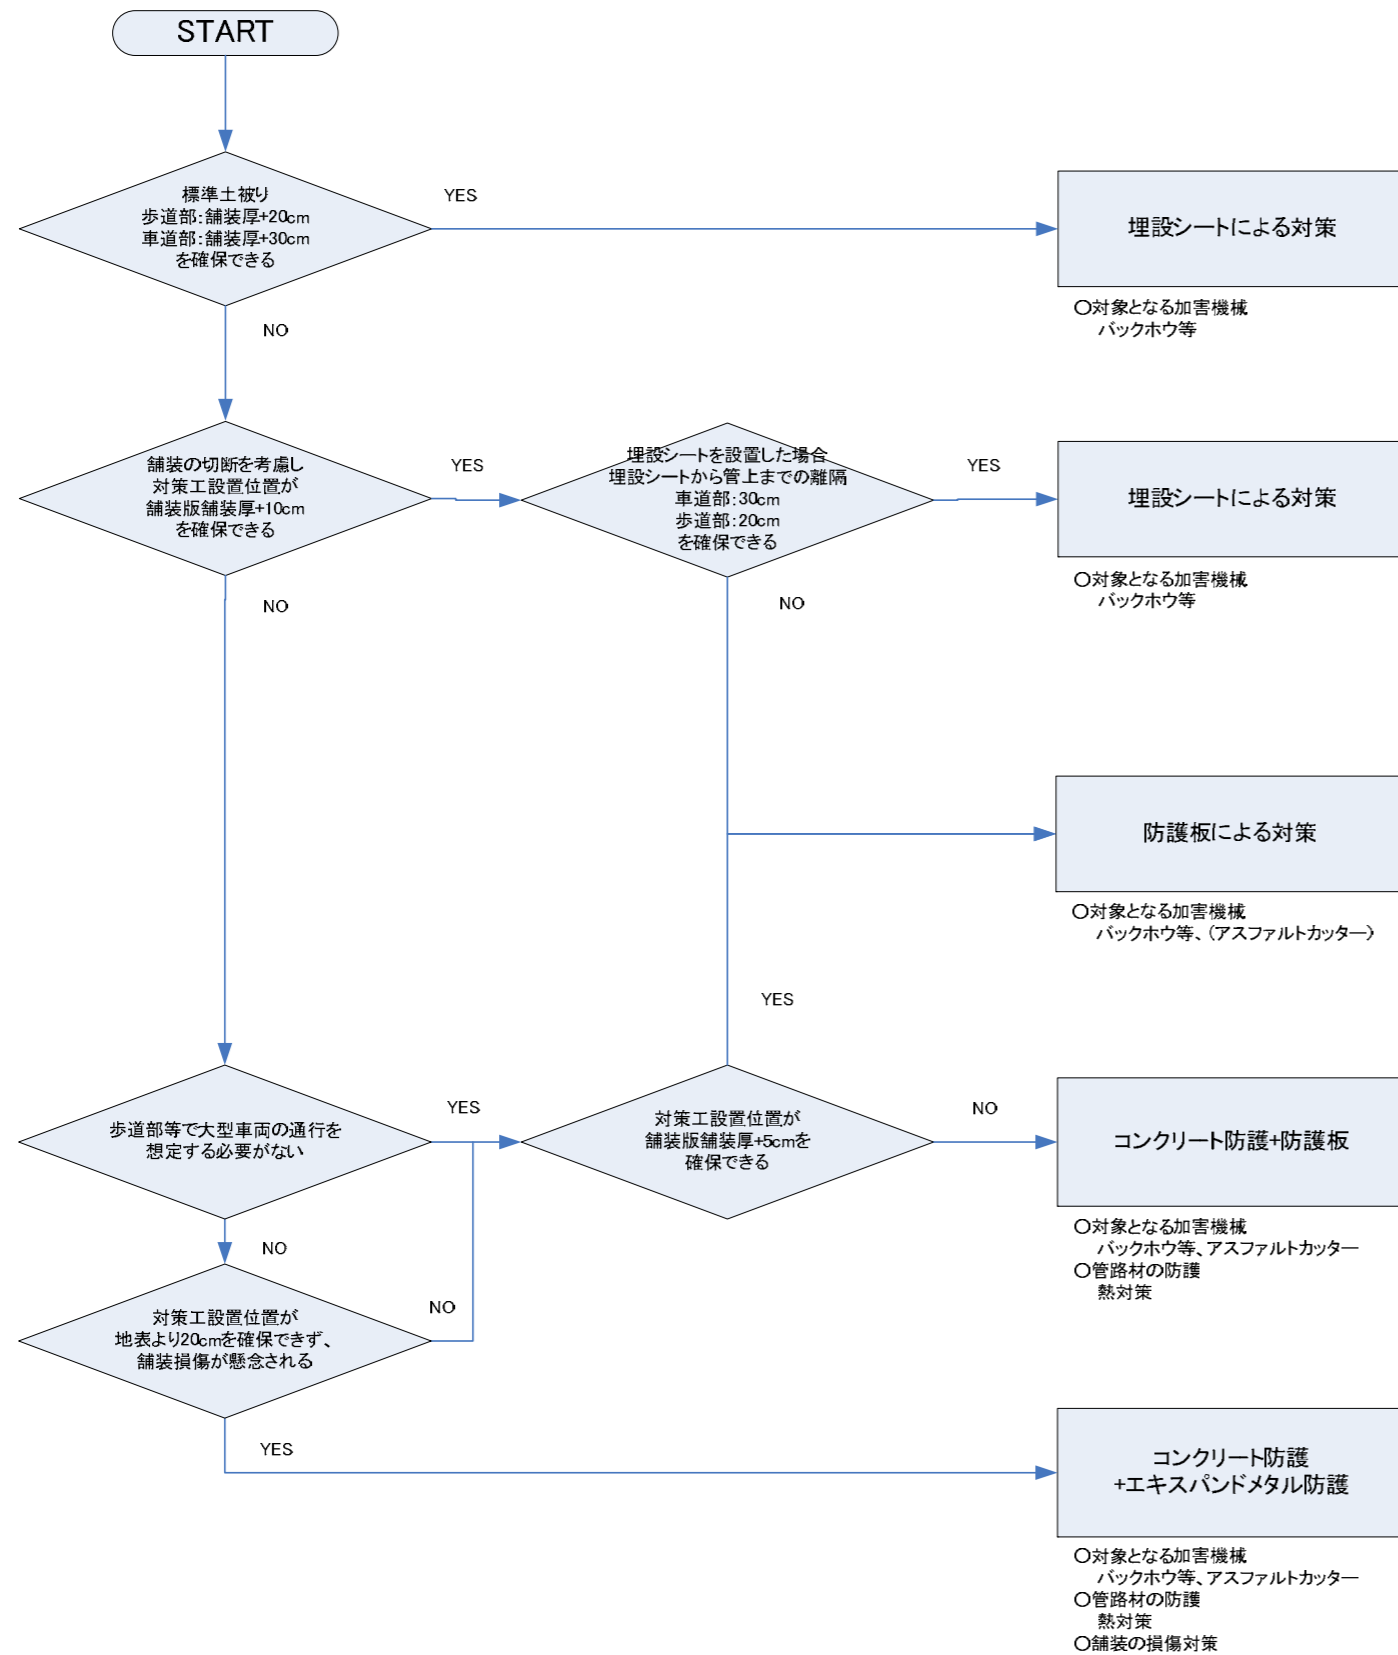 START
標準土被り
歩道部:舗装厚+20cm
車道部:舗装厚+30cm
を確保できる
YES
埋設シートによる対策
〇対象となる加害機械
バックホウ等
NO
舗装の切断を考慮し
対策工設置位置が
舗装版舗装厚+10cm
を確保できる
YES
埋設シートを設置した場合
埋設シートから管上までの離隔
車道部:30cm
歩道部:20cm
を確保できる
YES
埋設シートによる対策
〇対象となる加害機械
バックホウ等
NO
NO
防護板による対策
〇対象となる加害機械
バックホウ等、(アスファルトカッター)
YES
歩道部等で大型車両の通行を
想定する必要がない
YES
対策工設置位置が
舗装版舗装厚+5cmを
確保できる
NO
コンクリート防護+防護板
〇対象となる加害機械
バックホウ等、アスファルトカッター
〇管路材の防護
熱対策
NO
対策工設置位置が
地表より20cmを確保できず、
舗装損傷が懸念される
NO
YES
コンクリート防護
+エキスパンドメタル防護
〇対象となる加害機械
バックホウ等、アスファルトカッター
〇管路材の防護
熱対策
〇舗装の損傷対策